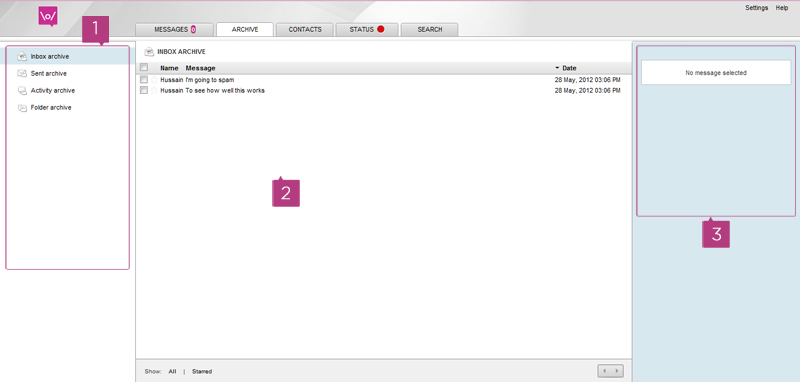 Settings Help
\o/
1
MESSAGES 0 ARCHIVE CONTACTS STATUS SEARCH
Inbox archive
Sent archive
Activity archive
Folder archive
INBOX ARCHIVE
Name Message Date
Hussain I'm going to spam 28 May, 2012 03:06 PM
Hussain To see how well this works 28 May, 2012 03:06 PM
2
No message selected
3
Show: All | Starred